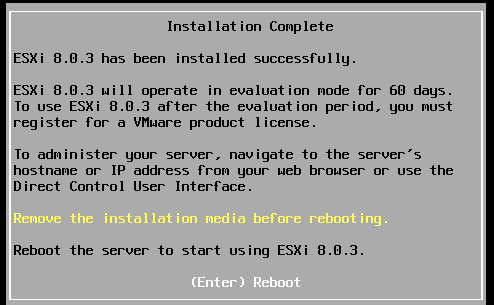 Installation Complete
ESXi 8.0.3 has been installed successfully.
ESXi 8.0.3 will operate in evaluation mode for 60 days.
To use ESXi 8.0.3 after the evaluation period, you must
register for a VMware product license.
To administer your server, navigate to the server's
hostname or IP address from your web browser or use the
Direct Control User Interface.
Remove the installation media before rebooting.
Reboot the server to start using ESXi 8.0.3.
(Enter) Reboot